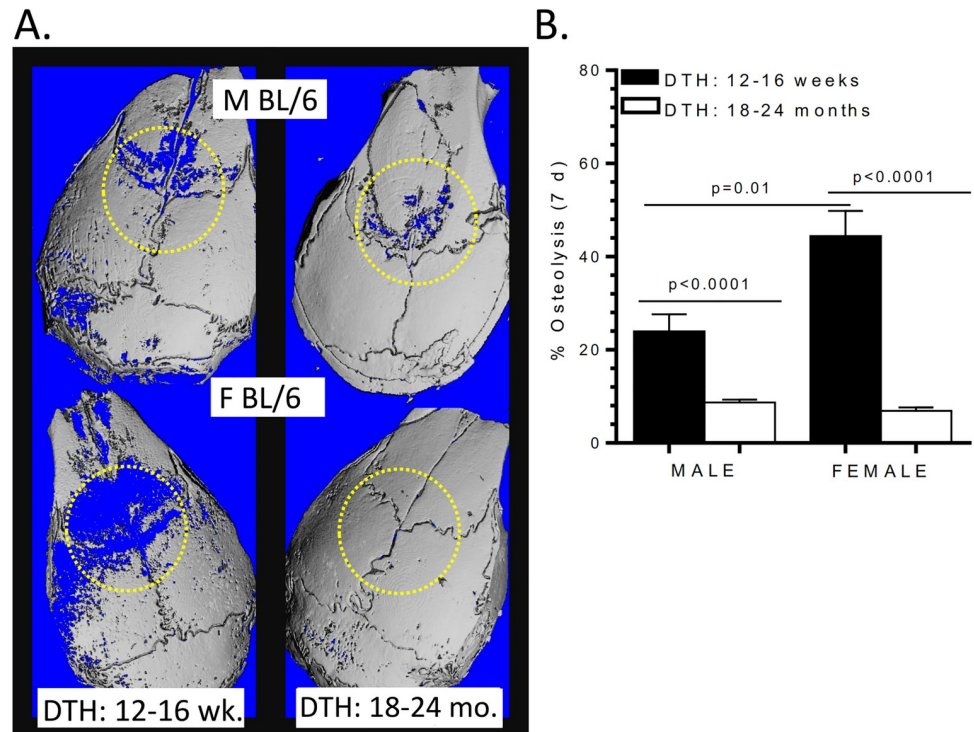 A.
M BL/6
F BL/6
DTH: 12-16 wk.
DTH: 18-24 mo.
B.
DTH: 12-16 weeks
DTH: 18-24 months
% Osteolysis (7 d)
80
60
40
20
0
p<0.0001
p=0.01
p<0.0001
MALE
FEMALE